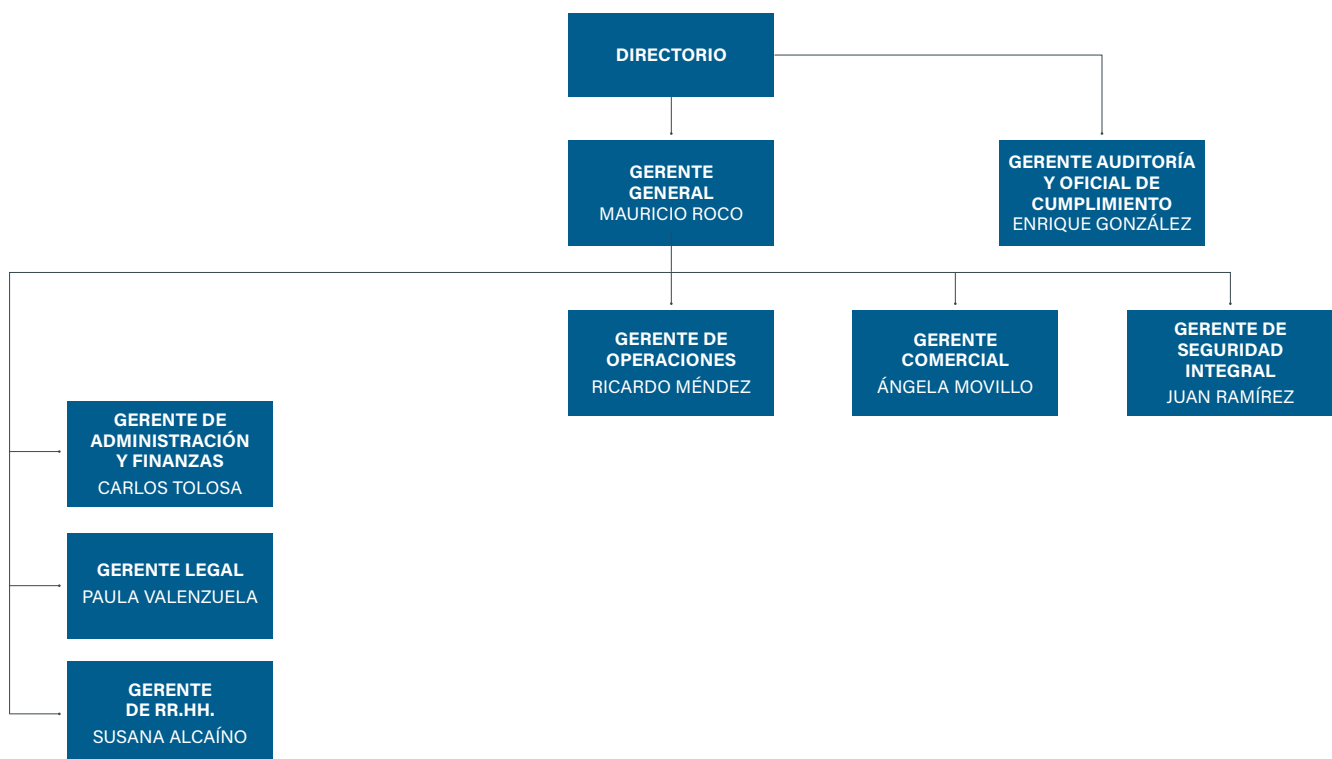 DIRECTORIO
GERENTE
GENERAL
MAURICIO ROCO
GERENTE AUDITORÍA
Y OFICIAL DE
CUMPLIMIENTO
ENRIQUE GONZÁLEZ
GERENTE DE
OPERACIONES
RICARDO MÉNDEZ
GERENTE
COMERCIAL
ÁNGELA MOVILLO
GERENTE DE
SEGURIDAD
INTEGRAL
JUAN RAMÍREZ
GERENTE DE
ADMINISTRACIÓN
Y FINANZAS
CARLOS TOLOSA
GERENTE LEGAL
PAULA VALENZUELA
GERENTE
DE RR.HH.
SUSANA ALCAÍNO